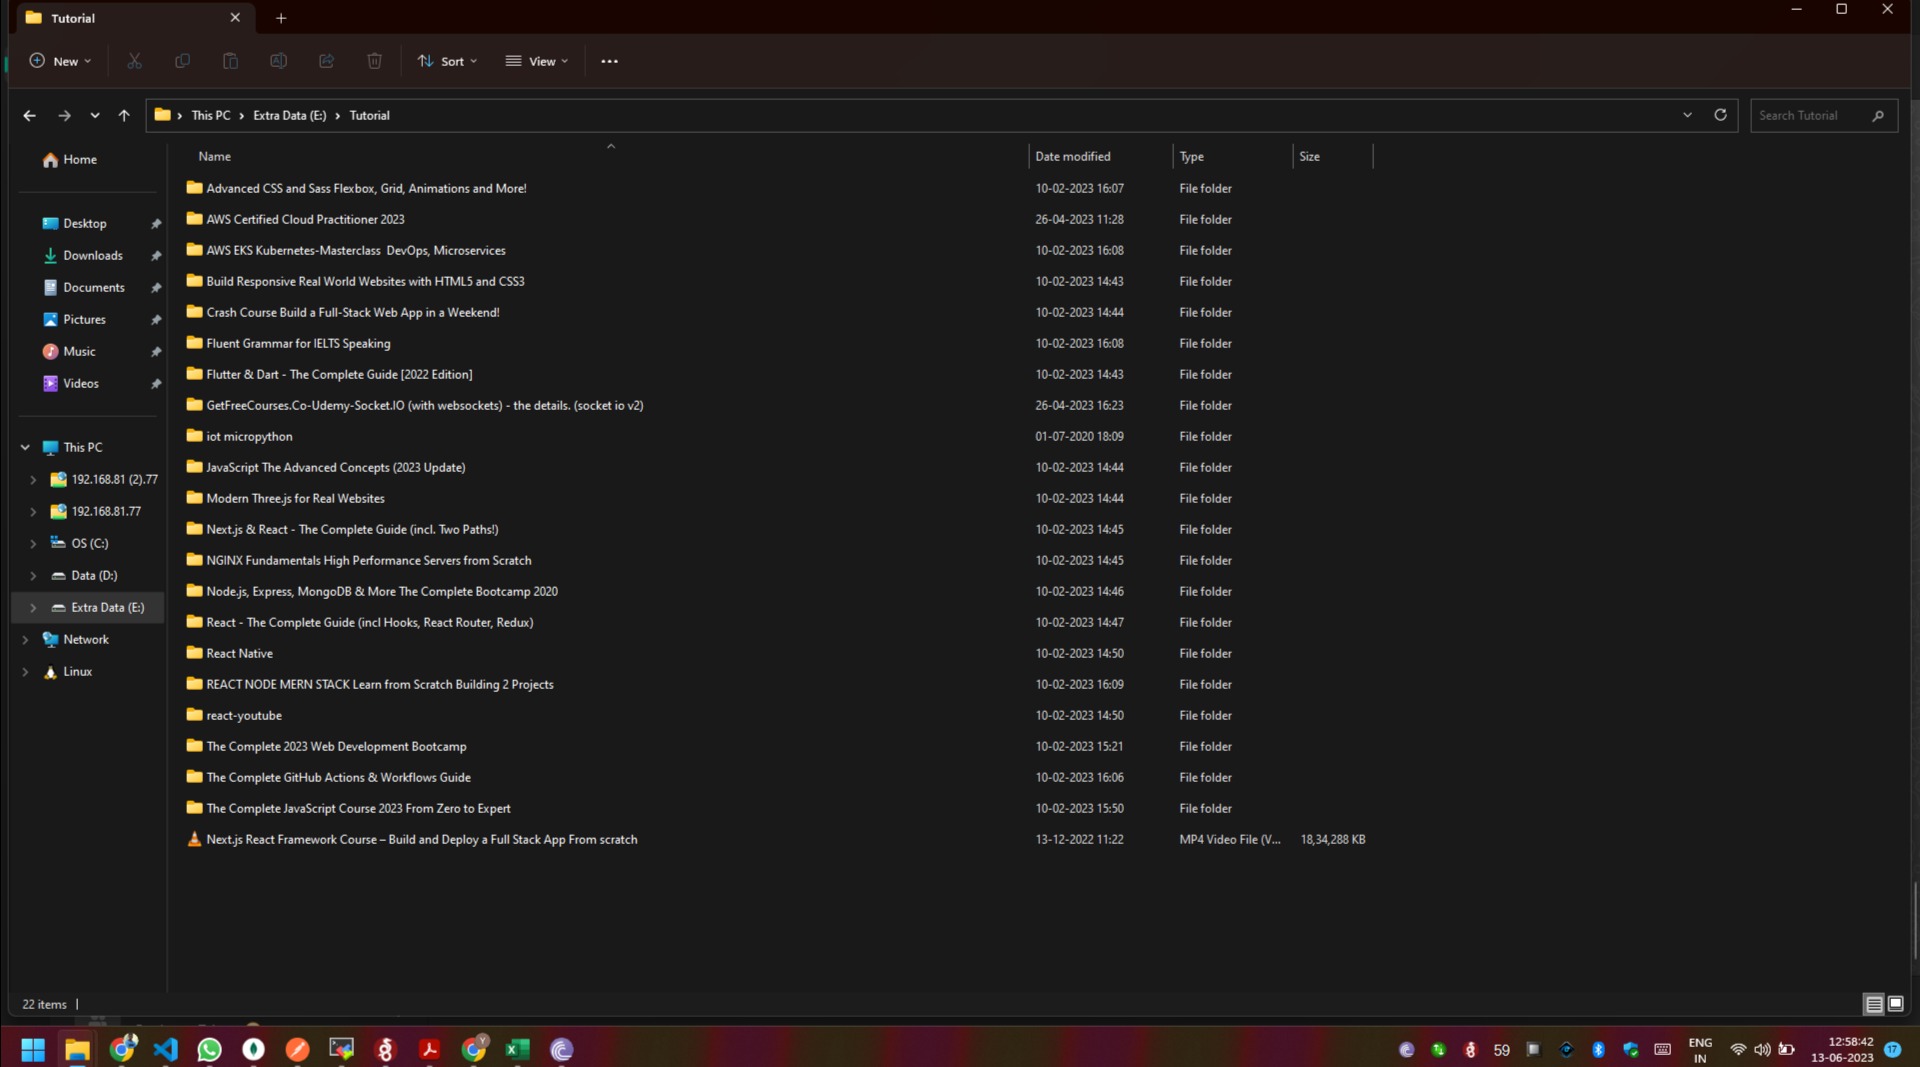 Tutorial
New
Sort
View
This PC
Extra Data (E:)
Tutorial
Search Tutorial
Home
Desktop
Downloads
Documents
Pictures
Music
Videos
This PC
192.168.81 (2).77
192.168.81.77
OS (C:)
Data (D:)
Extra Data (E:)
Network
Linux
Name Date modified Type Size
Advanced CSS and Sass Flexbox, Grid, Animations and More! 10-02-2023 16:07 File folder
AWS Certified Cloud Practitioner 2023 26-04-2023 11:28 File folder
AWS EKS Kubernetes-Masterclass  DevOps, Microservices 10-02-2023 16:08 File folder
Build Responsive Real World Websites with HTML5 and CSS3 10-02-2023 14:43 File folder
Crash Course Build a Full-Stack Web App in a Weekend! 10-02-2023 14:44 File folder
Fluent Grammar for IELTS Speaking 10-02-2023 16:08 File folder
Flutter & Dart - The Complete Guide [2022 Edition] 10-02-2023 14:43 File folder
GetFreeCourses.Co-Udemy-Socket.IO (with websockets) - the details. (socket io v2) 26-04-2023 16:23 File folder
iot micropython 01-07-2020 18:09 File folder
JavaScript The Advanced Concepts (2023 Update) 10-02-2023 14:44 File folder
Modern Three.js for Real Websites 10-02-2023 14:44 File folder
Next.js & React - The Complete Guide (incl. Two Paths!) 10-02-2023 14:45 File folder
NGINX Fundamentals High Performance Servers from Scratch 10-02-2023 14:45 File folder
Node.js, Express, MongoDB & More The Complete Bootcamp 2020 10-02-2023 14:46 File folder
React - The Complete Guide (incl Hooks, React Router, Redux) 10-02-2023 14:47 File folder
React Native 10-02-2023 14:50 File folder
REACT NODE MERN STACK Learn from Scratch Building 2 Projects 10-02-2023 16:09 File folder
react-youtube 10-02-2023 14:50 File folder
The Complete 2023 Web Development Bootcamp 10-02-2023 15:21 File folder
The Complete GitHub Actions & Workflows Guide 10-02-2023 16:06 File folder
The Complete JavaScript Course 2023 From Zero to Expert 10-02-2023 15:50 File folder
Next.js React Framework Course – Build and Deploy a Full Stack App From scratch 13-12-2022 11:22 MP4 Video File (V... 18,34,288 KB
22 items
59
ENG
IN
12:58:42
13-06-2023
17